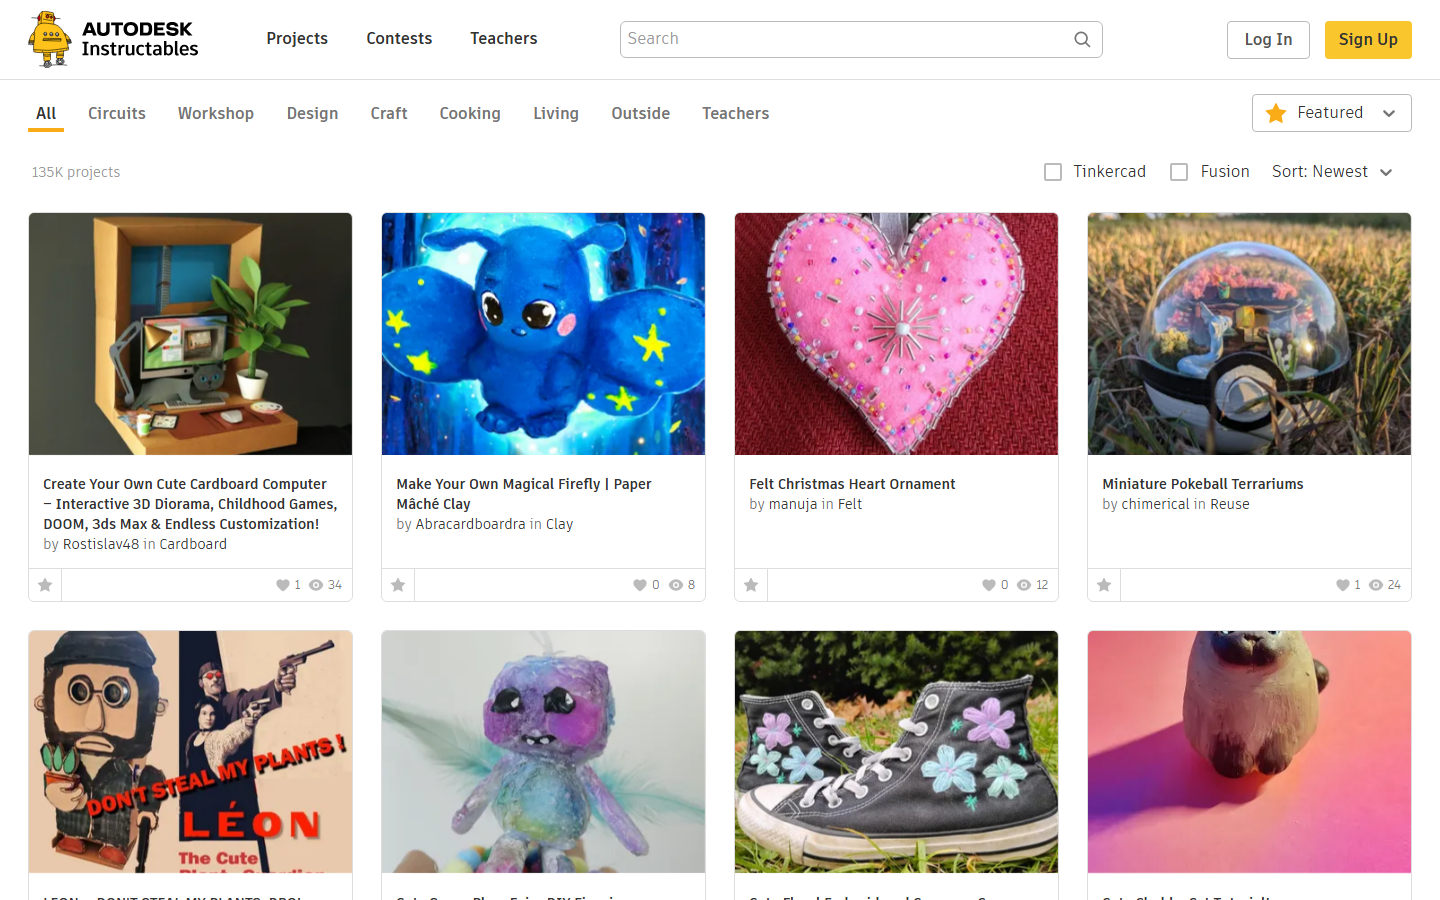 AUTODESK
Instructables
Projects
Contests
Teachers
Search
Log In
Sign Up
All
Circuits
Workshop
Design
Craft
Cooking
Living
Outside
Teachers
Featured
135K projects
Tinkercad
Fusion
Sort: Newest
Create Your Own Cute Cardboard Computer
– Interactive 3D Diorama, Childhood Games,
DOOM, 3ds Max & Endless Customization!
by Rostislav48 in Cardboard
1
34
Make Your Own Magical Firefly | Paper
Mâché Clay
by Abracardboardra in Clay
0
8
Felt Christmas Heart Ornament
by manuja in Felt
0
12
Miniature Pokeball Terrariums
by chimerical in Reuse
1
24
DON'T STEAL MY PLANTS !
LÉON
The Cute